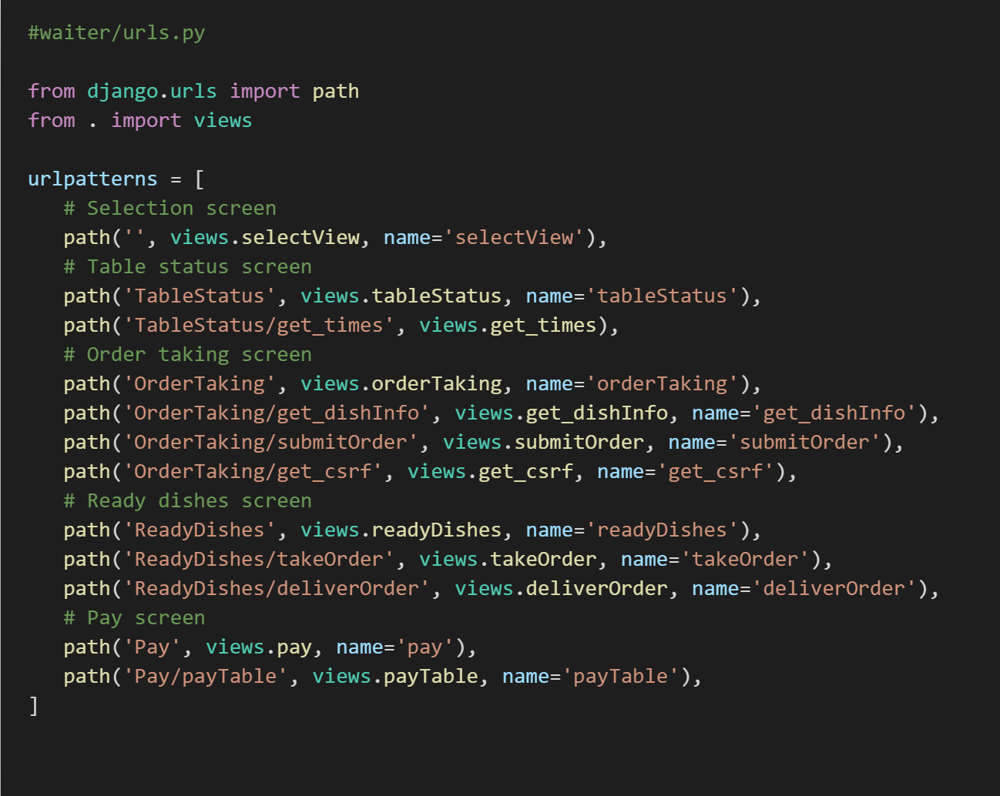 #waiter/urls.py
from django.urls import path
from . import views
urlpatterns = [
# Selection screen
path('', views.selectView, name='selectView'),
# Table status screen
path('TableStatus', views.tableStatus, name='tableStatus'),
path('TableStatus/get_times', views.get_times),
# Order taking screen
path('OrderTaking', views.orderTaking, name='orderTaking'),
path('OrderTaking/get_dishInfo', views.get_dishInfo, name='get_dishInfo'),
path('OrderTaking/submitOrder', views.submitOrder, name='submitOrder'),
path('OrderTaking/get_csrf', views.get_csrf, name='get_csrf'),
# Ready dishes screen
path('ReadyDishes', views.readyDishes, name='readyDishes'),
path('ReadyDishes/takeOrder', views.takeOrder, name='takeOrder'),
path('ReadyDishes/deliverOrder', views.deliverOrder, name='deliverOrder'),
# Pay screen
path('Pay', views.pay, name='pay'),
path('Pay/payTable', views.payTable, name='payTable'),
]